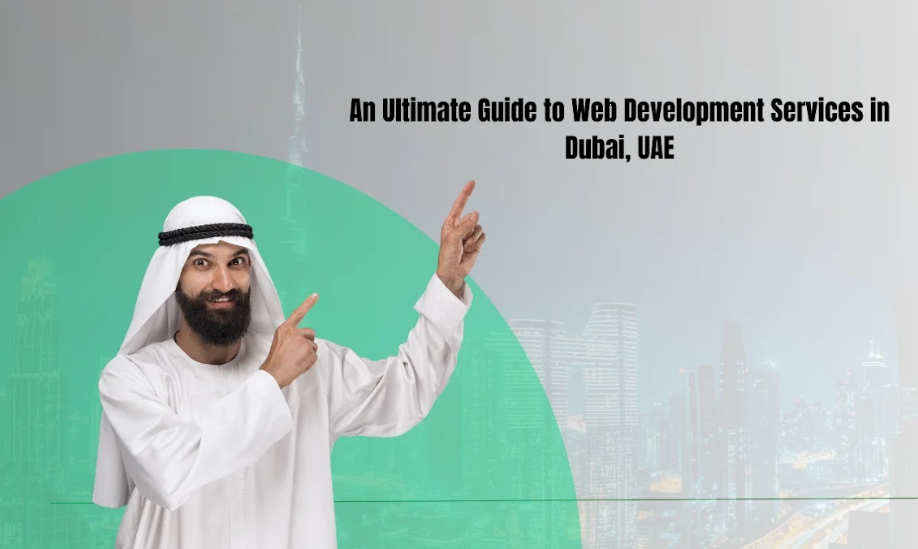 An Ultimate Guide to Web Development Services in
Dubai, UAE